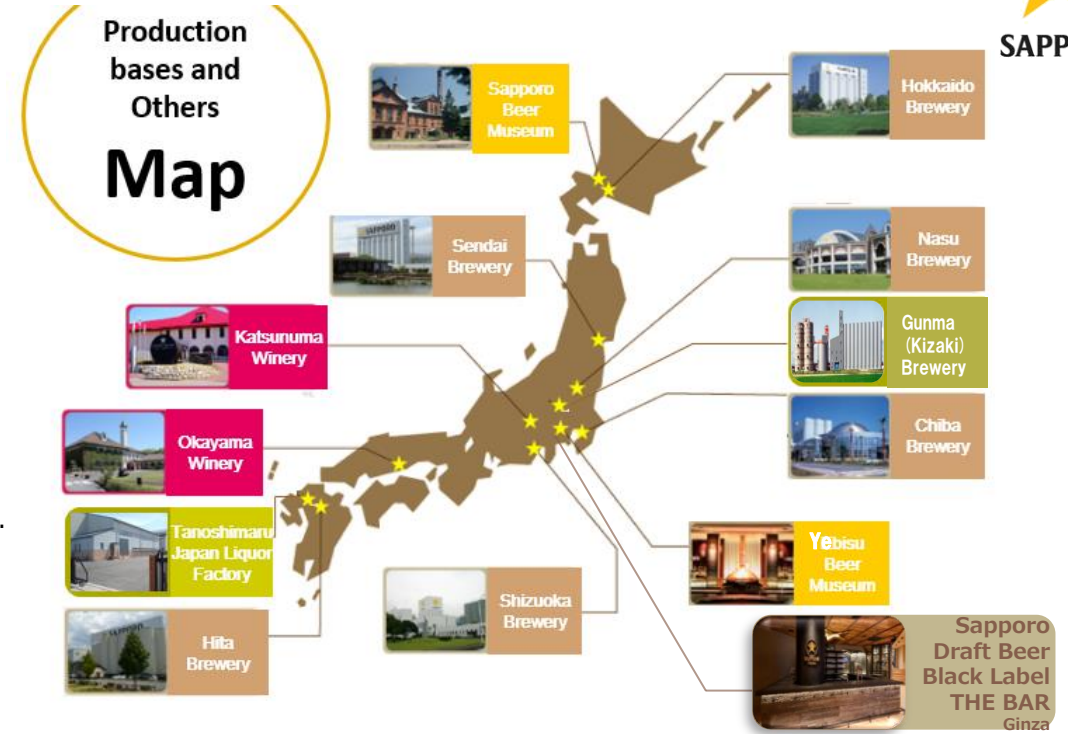 Production
bases and
Others
Map
SAPP
Sapporo
Beer
Museum
Hokkaido
Brewery
SAPPORO
Sendai
Brewery
Nasu
Brewery
Katsunuma
Winery
Gunma
(Kizaki)
Brewery
Okayama
Winery
Chiba
Brewery
.
Tanoshimaru
Japan Liquor
Factory
Yebisu
Beer
Museum
Shizuoka
Brewery
Hita
Brewery
Sapporo
Draft Beer
Black Label
THE BAR
Ginza